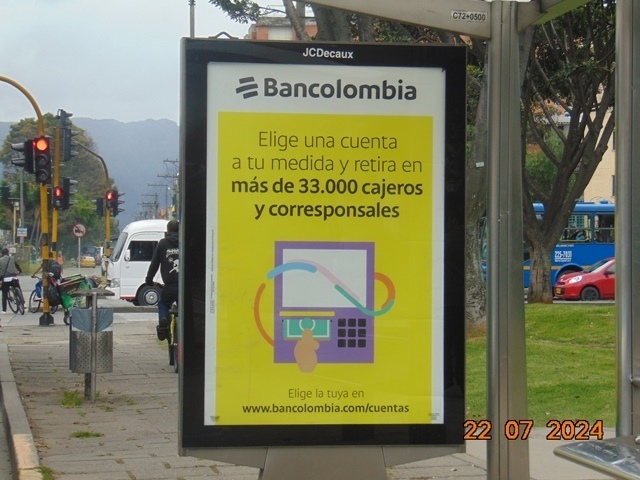 C72+0500
JCDecaux
Bancolombia
Elige una cuenta
a tu medida y retira en
más de 33.000 cajeros
y corresponsales
Elige la tuya en
www.bancolombia.com/cuentas
22 07 2024